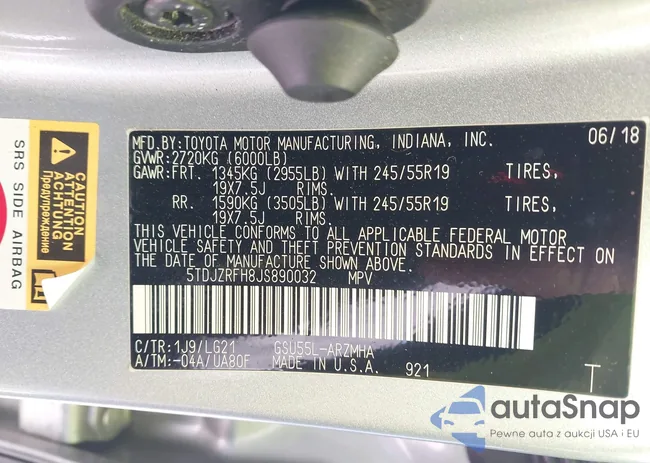 CAUTION
ATTENTION
ACHTUNG
Предупреждение
SRS SIDE AIRBAG
MFD.BY:TOYOTA MOTOR MANUFACTURING, INDIANA, INC. 06/18
GVWR:2720KG (6000LB)
GAWR:FRT. 1345KG (2955LB) WITH 245/55R19 TIRES,
19X7.5J RIMS.
RR. 1590KG (3505LB) WITH 245/55R19 TIRES,
19X7.5J RIMS.
THIS VEHICLE CONFORMS TO ALL APPLICABLE FEDERAL MOTOR
VEHICLE SAFETY AND THEFT PREVENTION STANDARDS IN EFFECT ON
THE DATE OF MANUFACTURE SHOWN ABOVE.
5TDJZRFH8JS890032 MPV
C/TR:1J9/LG21 GSU55L-ARZMHA
A/TM:-04A/UA80F MADE IN U.S.A. 921
T
autaSnap
Pewne auta z aukcji USA i EU